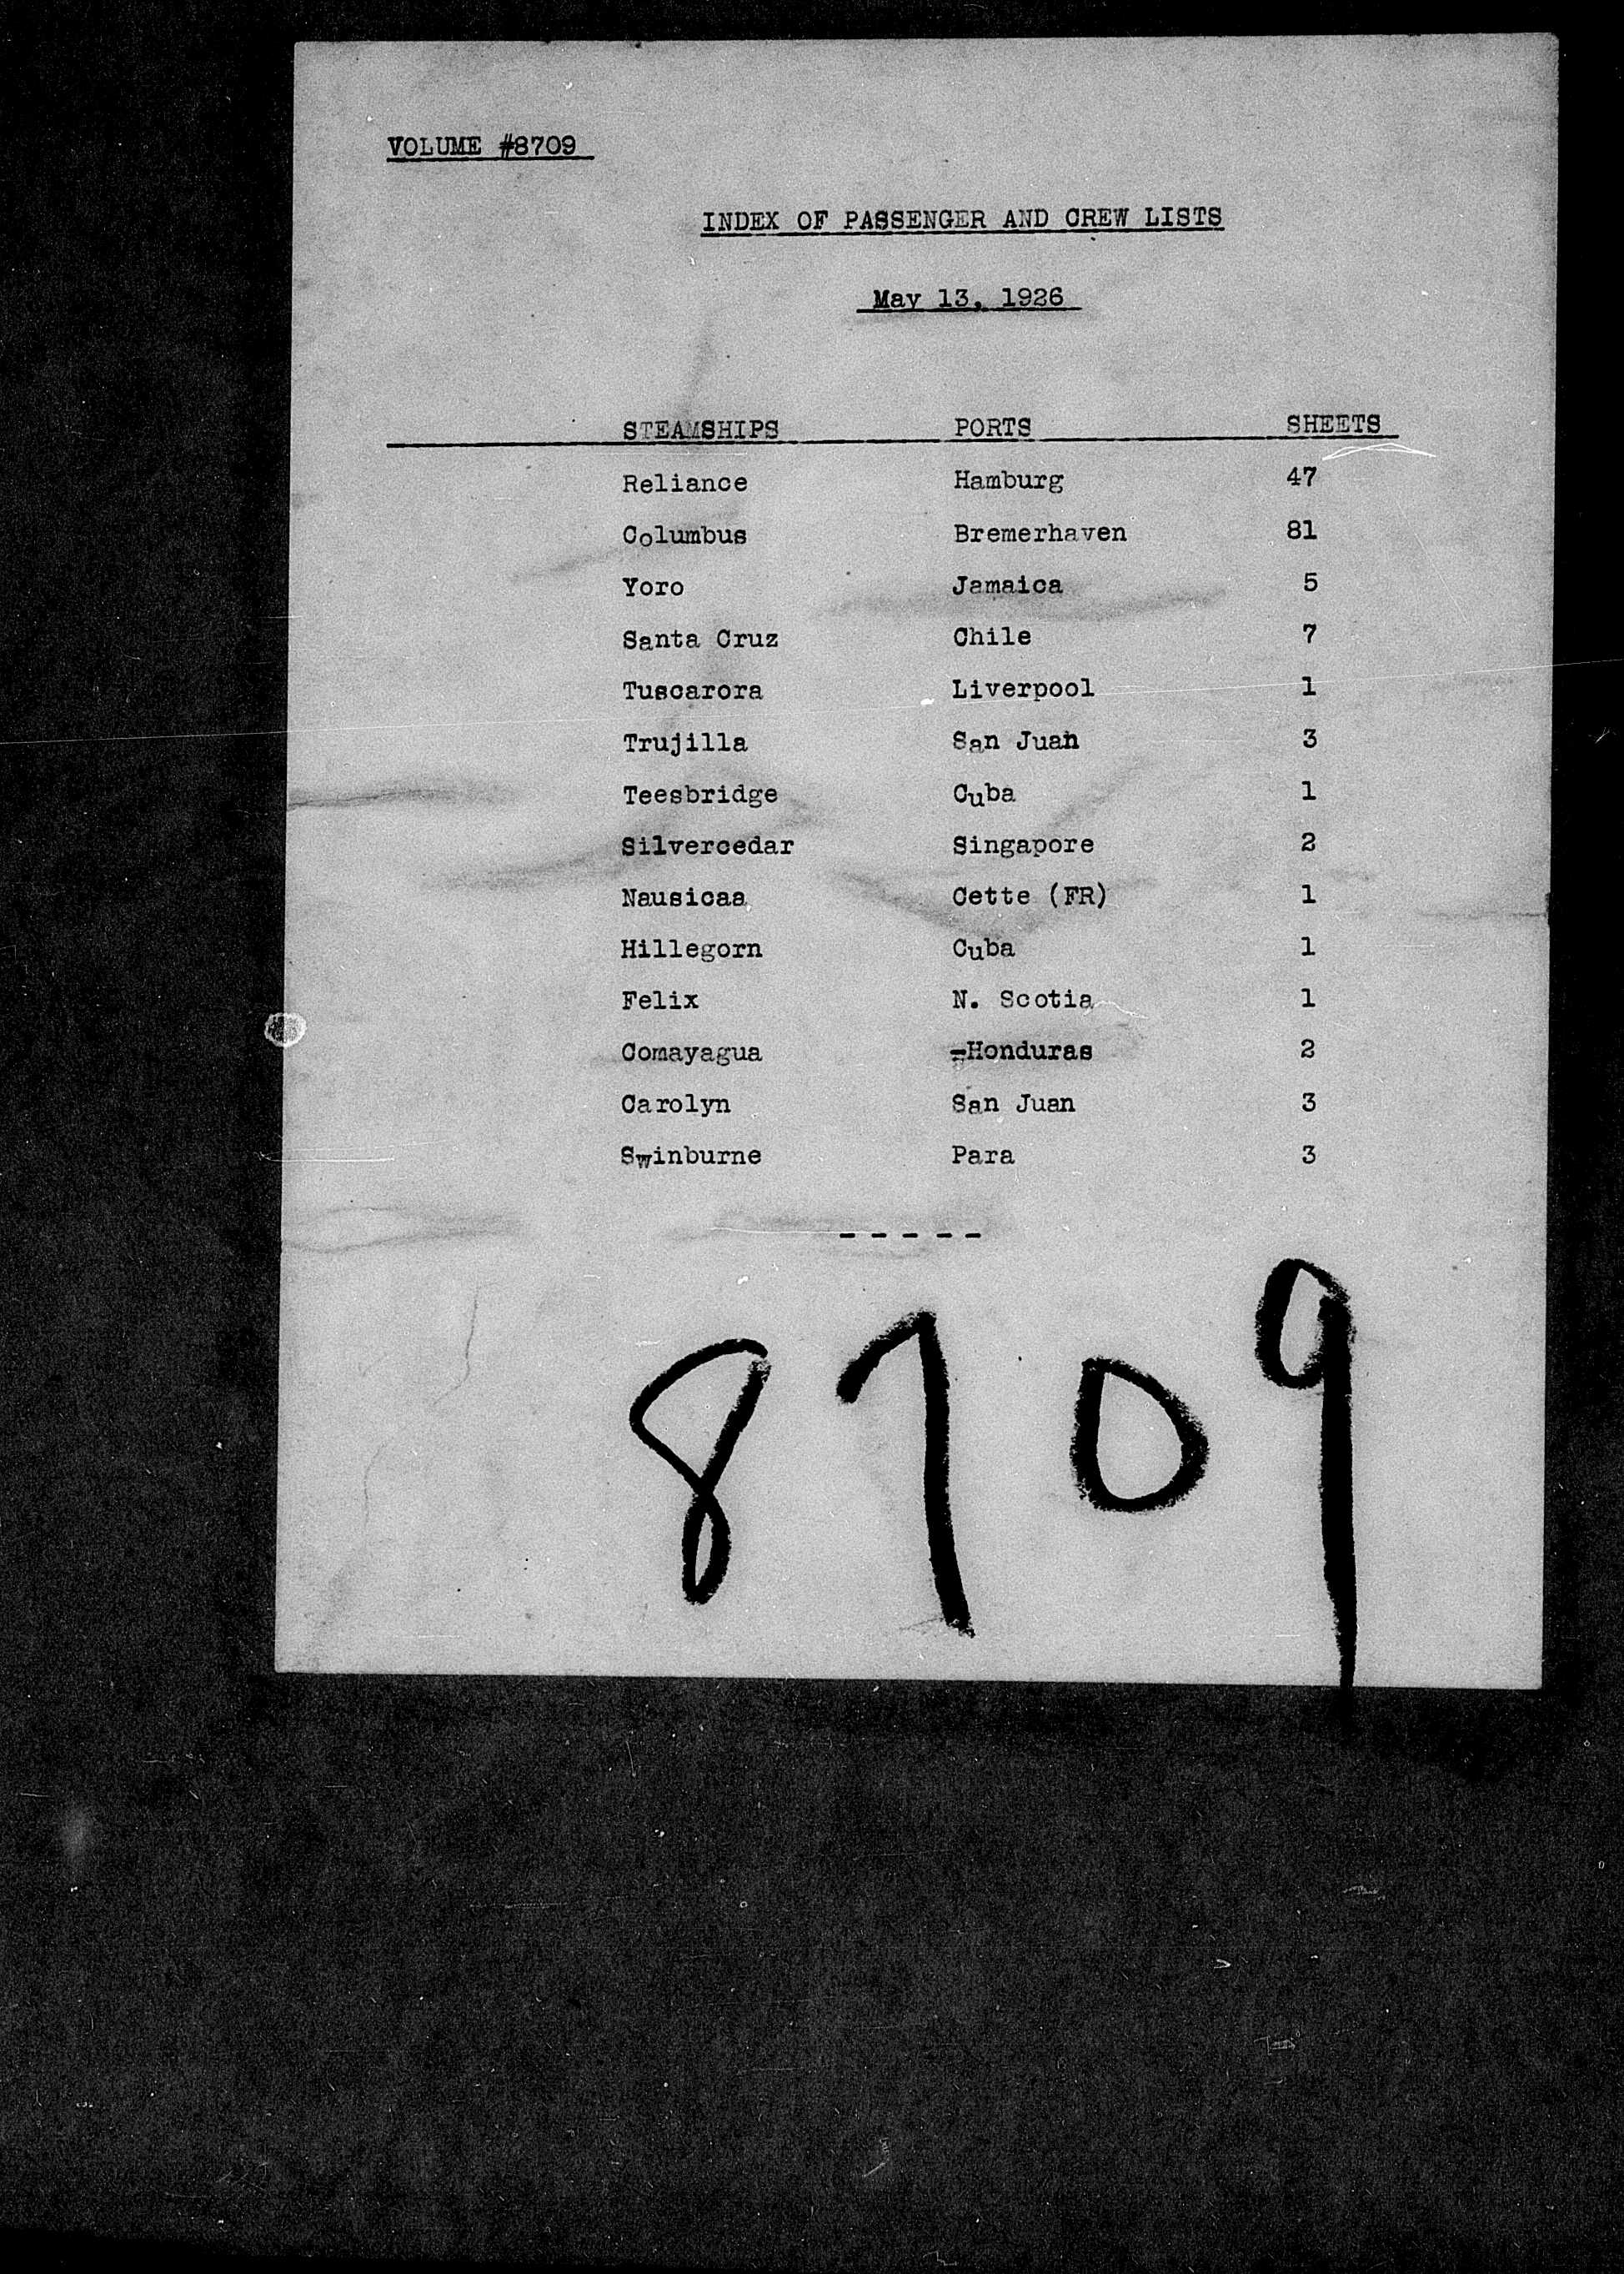 VOLUME #8709
INDEX OF PASSENGER AND CREW LISTS
May 13, 1926
STEAMSHIPS PORTS SHEETS
Reliance Hamburg 47
Columbus Bremerhaven 81
Yoro Jamaica 5
Santa Cruz Chile 7
Tuscarora Liverpool 1
Trujilla San Juan 3
Teesbridge Cuba 1
Silvercedar Singapore 2
Nausicaa Cette (FR) 1
Hillegorn Cuba 1
Felix N. Scotia 1
Comayagua -Honduras 2
Carolyn San Juan 3
Swinburne Para 3
- - - - -
8709